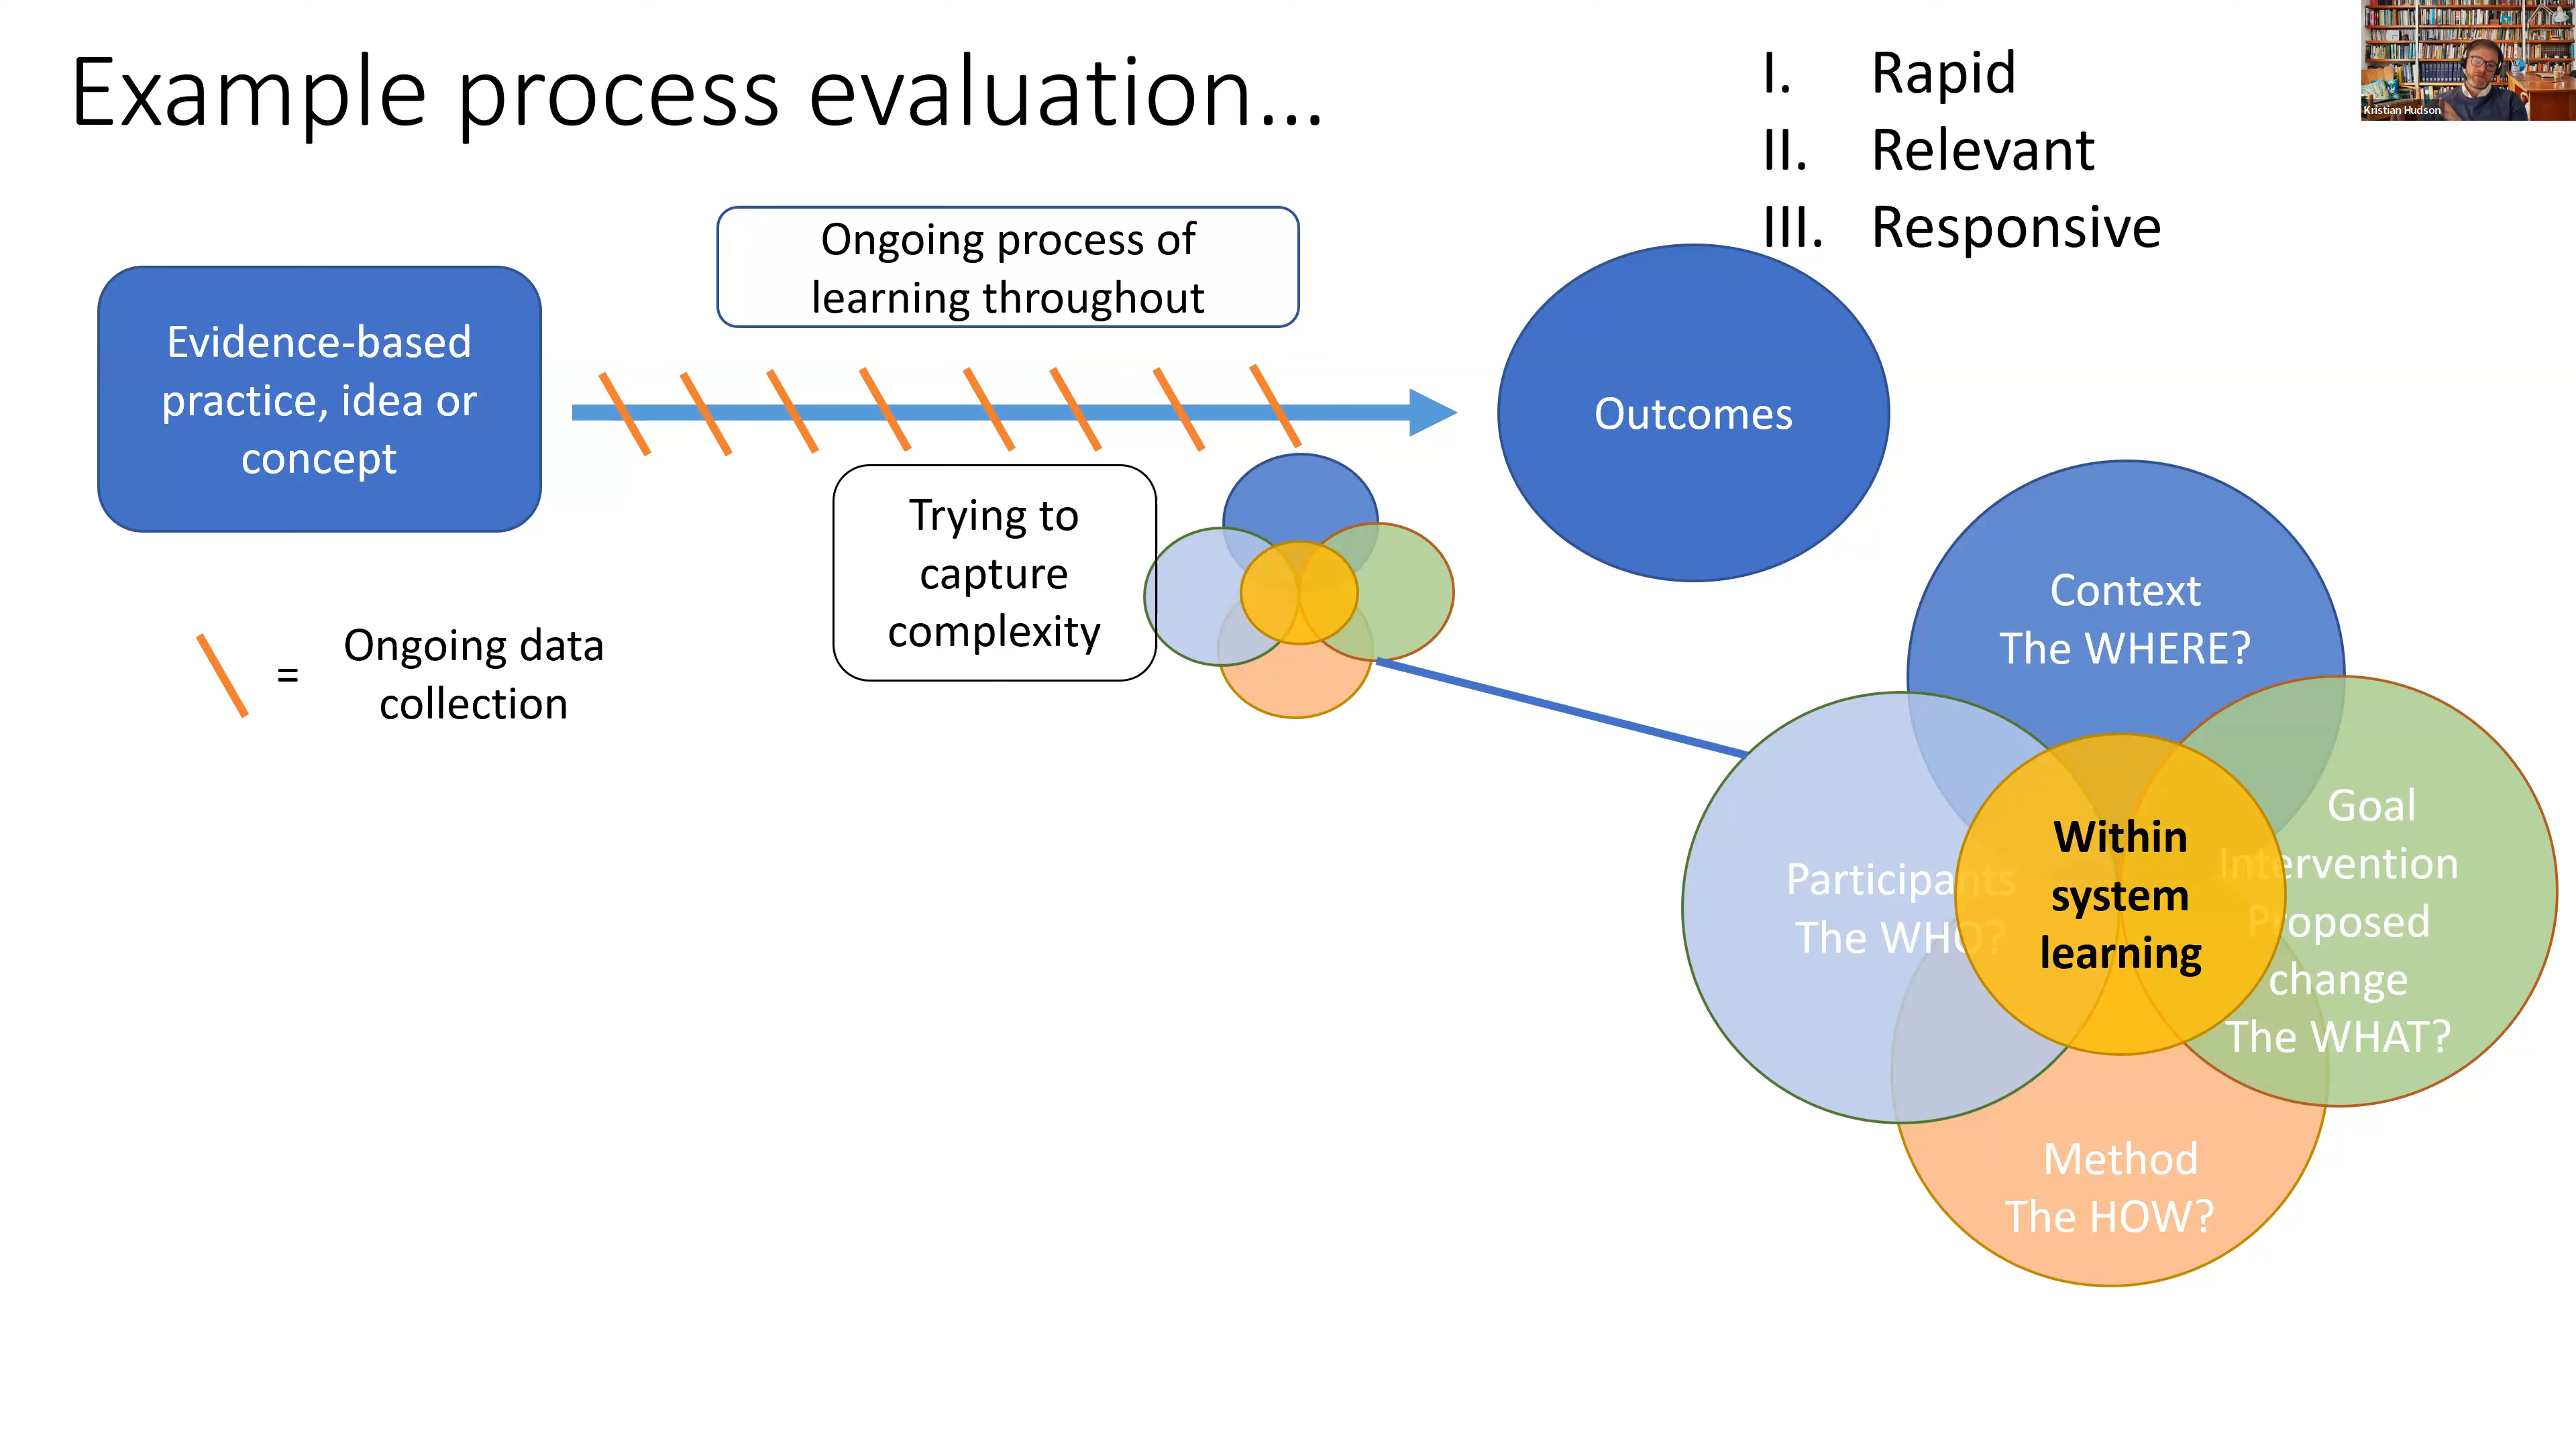 Example process evaluation...
I. Rapid
II. Relevant
III. Responsive
Kristian Hudson
Ongoing process of
learning throughout
Evidence-based
practice, idea or
concept
Outcomes
Trying to
capture
complexity
=
Ongoing data
collection
Context
The WHERE?
Participants
The WHO?
Within
system
learning
Goal
Intervention
Proposed
change
The WHAT?
Method
The HOW?